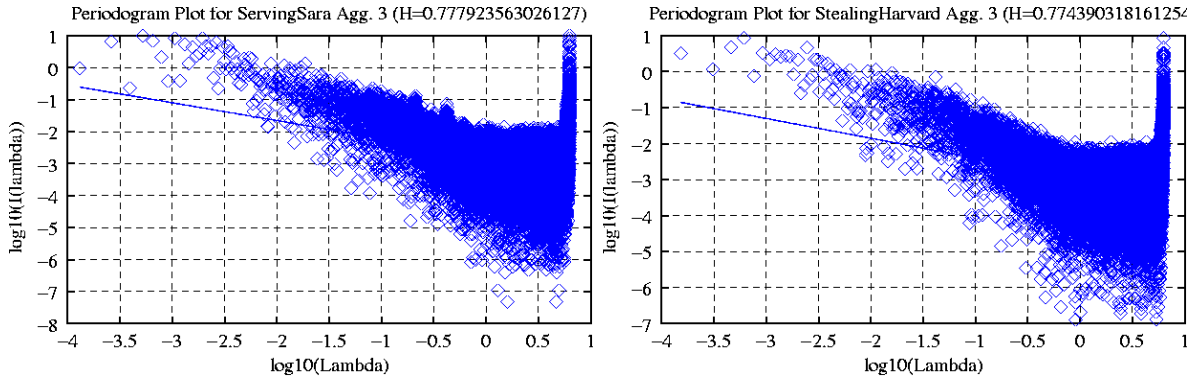 Periodogram Plot for ServingSara Agg. 3 (H=0.777923563026127)
1
0
−1
−2
−3
−4
−5
−6
−7
−8
log10(I(lambda))
−4 −3.5 −3 −2.5 −2 −1.5 −1 −0.5 0 0.5 1
log10(Lambda)
Periodogram Plot for StealingHarvard Agg. 3 (H=0.774390318161254
1
0
−1
−2
−3
−4
−5
−6
−7
log10(I(lambda))
−4 −3.5 −3 −2.5 −2 −1.5 −1 −0.5 0 0.5 1
log10(Lambda)